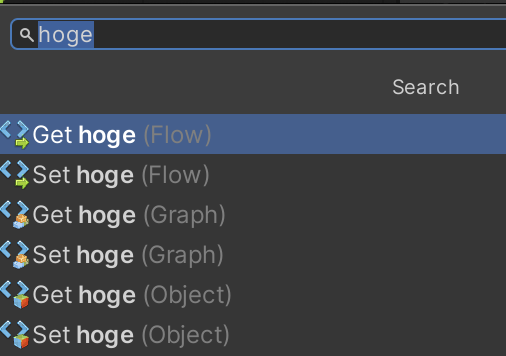 hoge
Search
Get hoge (Flow)
Set hoge (Flow)
Get hoge (Graph)
Set hoge (Graph)
Get hoge (Object)
Set hoge (Object)